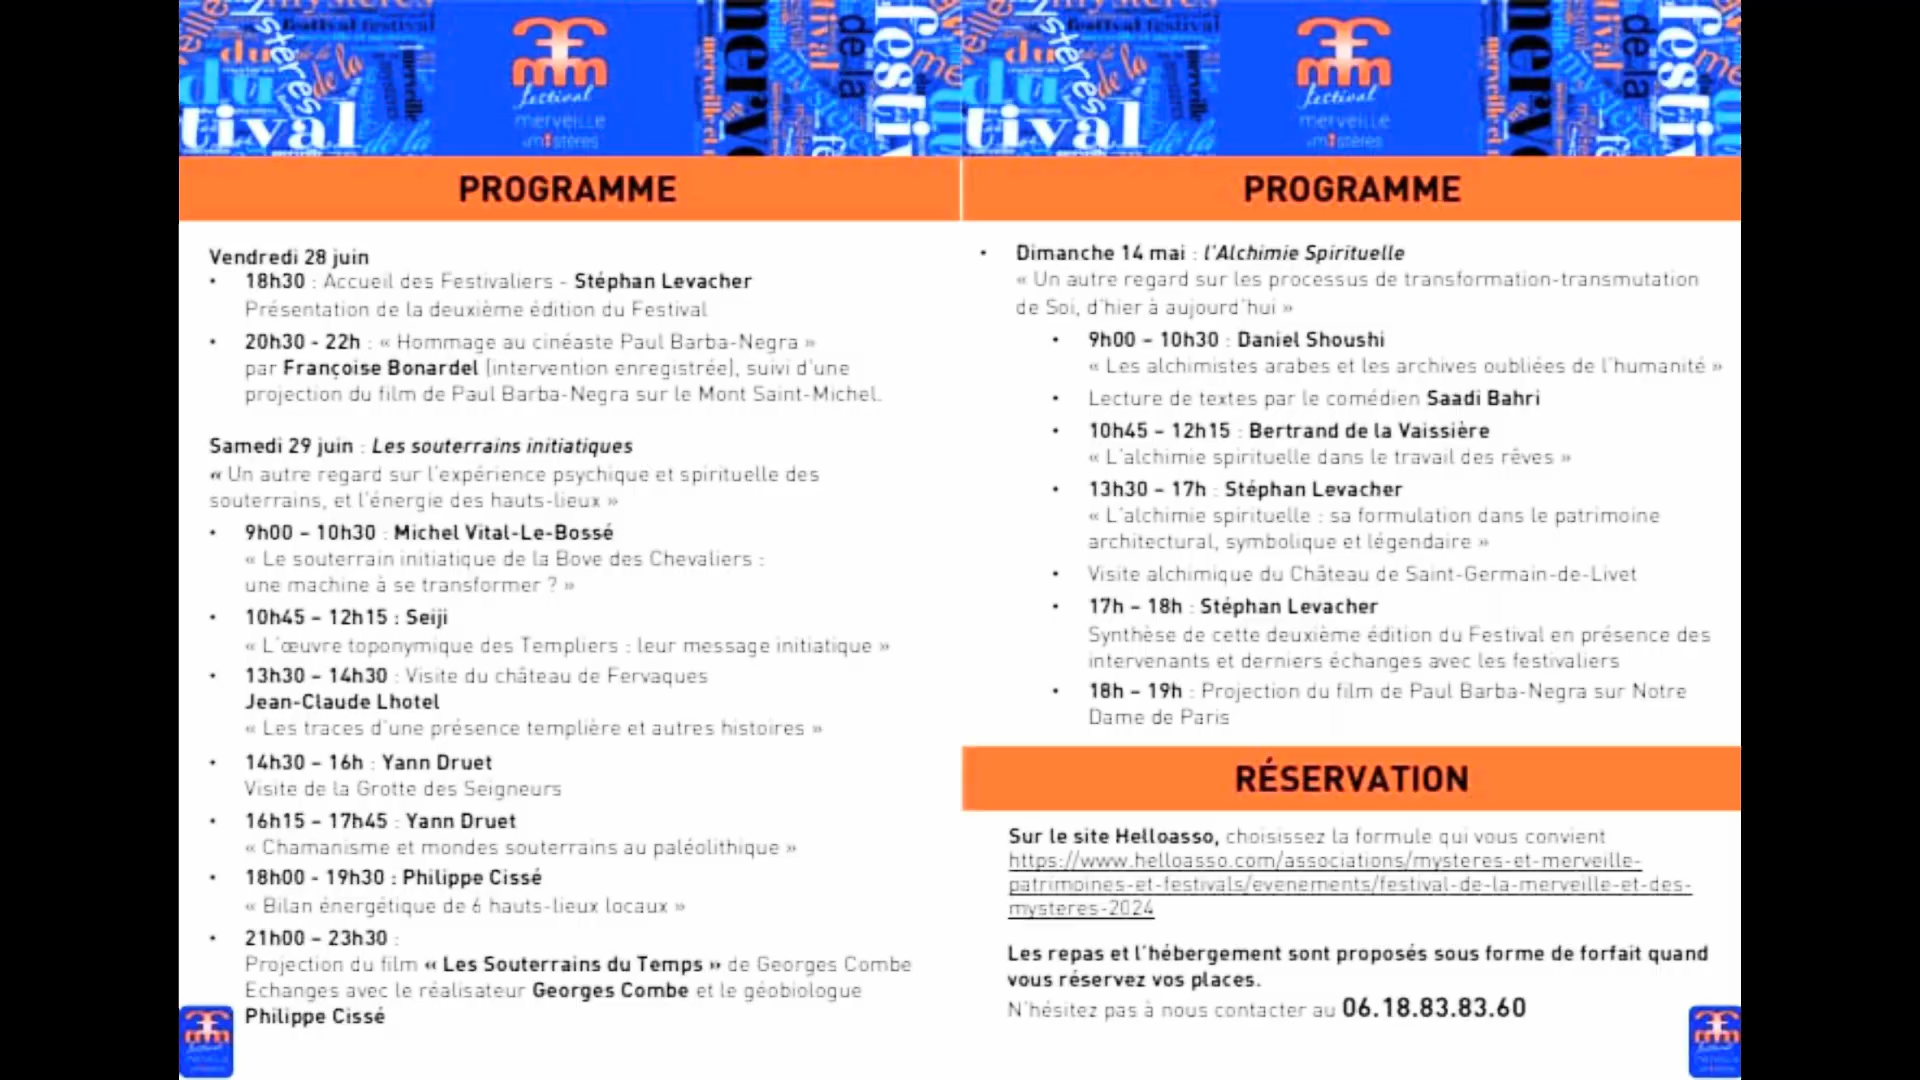 festival
merveille
mystères
PROGRAMME
Vendredi 28 juin
• 18h30 : Accueil des Festivaliers - Stéphan Levacher
Présentation de la deuxième édition du Festival
• 20h30 - 22h : « Hommage au cinéaste Paul Barba-Negra »
par Françoise Bonardel (intervention enregistrée), suivi d'une
projection du film de Paul Barba-Negra sur le Mont Saint-Michel.
Samedi 29 juin : Les souterrains initiatiques
« Un autre regard sur l'expérience psychique et spirituelle des
souterrains, et l'énergie des hauts-lieux »
• 9h00 – 10h30 : Michel Vital-Le-Bossé
« Le souterrain initiatique de la Bove des Chevaliers :
une machine à se transformer ? »
• 10h45 – 12h15 : Seiji
« L'œuvre toponymique des Templiers : leur message initiatique »
• 13h30 – 14h30 : Visite du château de Fervaques
Jean-Claude Lhotel
« Les traces d'une présence templière et autres histoires »
• 14h30 – 16h : Yann Druet
Visite de la Grotte des Seigneurs
• 16h15 – 17h45 : Yann Druet
« Chamanisme et mondes souterrains au paléolithique »
• 18h00 - 19h30 : Philippe Cissé
« Bilan énergétique de 6 hauts-lieux locaux »
• 21h00 – 23h30 :
Projection du film « Les Souterrains du Temps » de Georges Combe
Echanges avec le réalisateur Georges Combe et le géobiologue
Philippe Cissé
festival
merveille
mystères
PROGRAMME
• Dimanche 14 mai : l'Alchimie Spirituelle
« Un autre regard sur les processus de transformation-transmutation
de Soi, d'hier à aujourd'hui »
• 9h00 – 10h30 : Daniel Shoushi
« Les alchimistes arabes et les archives oubliées de l'humanité »
• Lecture de textes par le comédien Saadi Bahri
• 10h45 – 12h15 : Bertrand de la Vaissière
« L'alchimie spirituelle dans le travail des rêves »
• 13h30 – 17h : Stéphan Levacher
« L'alchimie spirituelle : sa formulation dans le patrimoine
architectural, symbolique et légendaire »
• Visite alchimique du Château de Saint-Germain-de-Livet
• 17h – 18h : Stéphan Levacher
Synthèse de cette deuxième édition du Festival en présence des
intervenants et derniers échanges avec les festivaliers
• 18h – 19h : Projection du film de Paul Barba-Negra sur Notre
Dame de Paris
RÉSERVATION
Sur le site Helloasso, choisissez la formule qui vous convient
https://www.helloasso.com/associations/mysteres-et-merveille-
patrimoines-et-festivals/evenements/festival-de-la-merveille-et-des-
mysteres-2024
Les repas et l'hébergement sont proposés sous forme de forfait quand
vous réservez vos places.
N'hésitez pas à nous contacter au 06.18.83.83.60